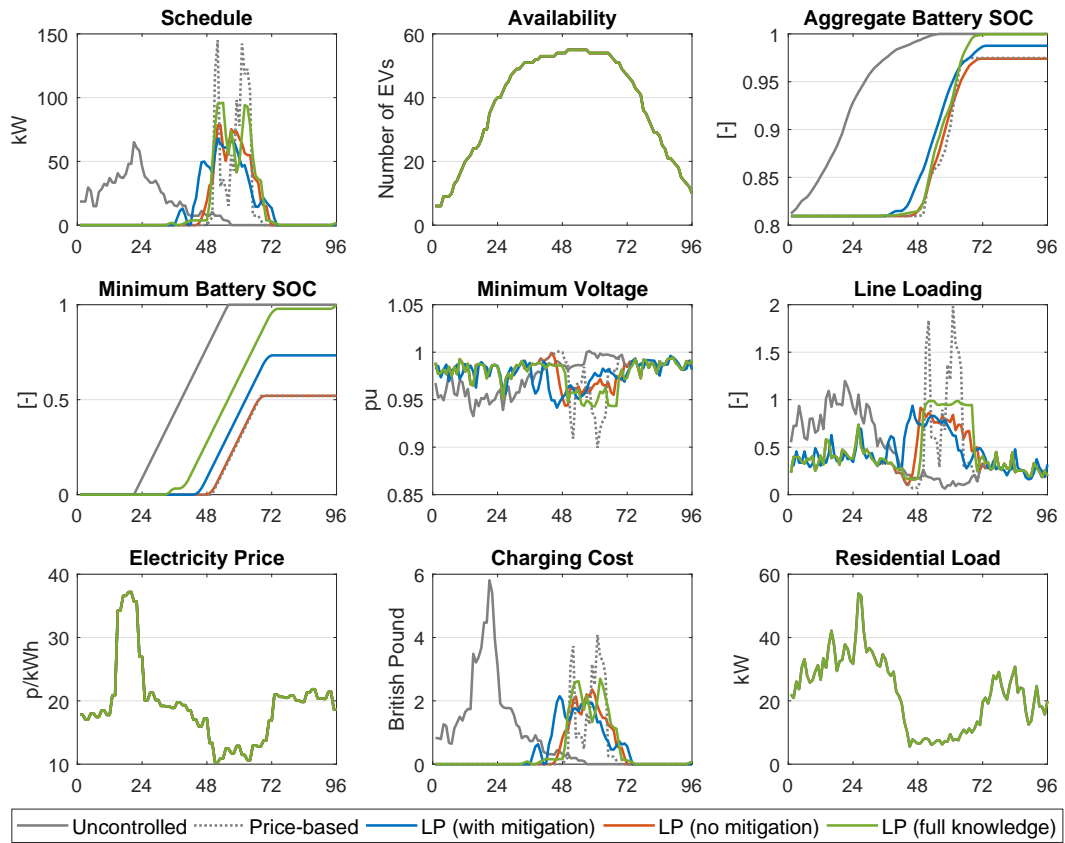 Schedule
Availability
Aggregate Battery SOC
kW
150
100
50
0
0 24 48 72 96
Number of EVs
60
40
20
0
0 24 48 72 96
[-]
0.95
0.9
0.85
0.8
0 24 48 72 96
Minimum Battery SOC
Minimum Voltage
Line Loading
[-]
1
0.5
0
0 24 48 72 96
pu
1.05
1
0.95
0.9
0.85
0 24 48 72 96
[-]
2
1.5
1
0.5
0
0 24 48 72 96
Electricity Price
Charging Cost
Residential Load
p/kWh
40
30
20
10
0 24 48 72 96
British Pound
6
4
2
0
0 24 48 72 96
kW
60
40
20
0
0 24 48 72 96
Uncontrolled Price-based LP (with mitigation) LP (no mitigation) LP (full knowledge)